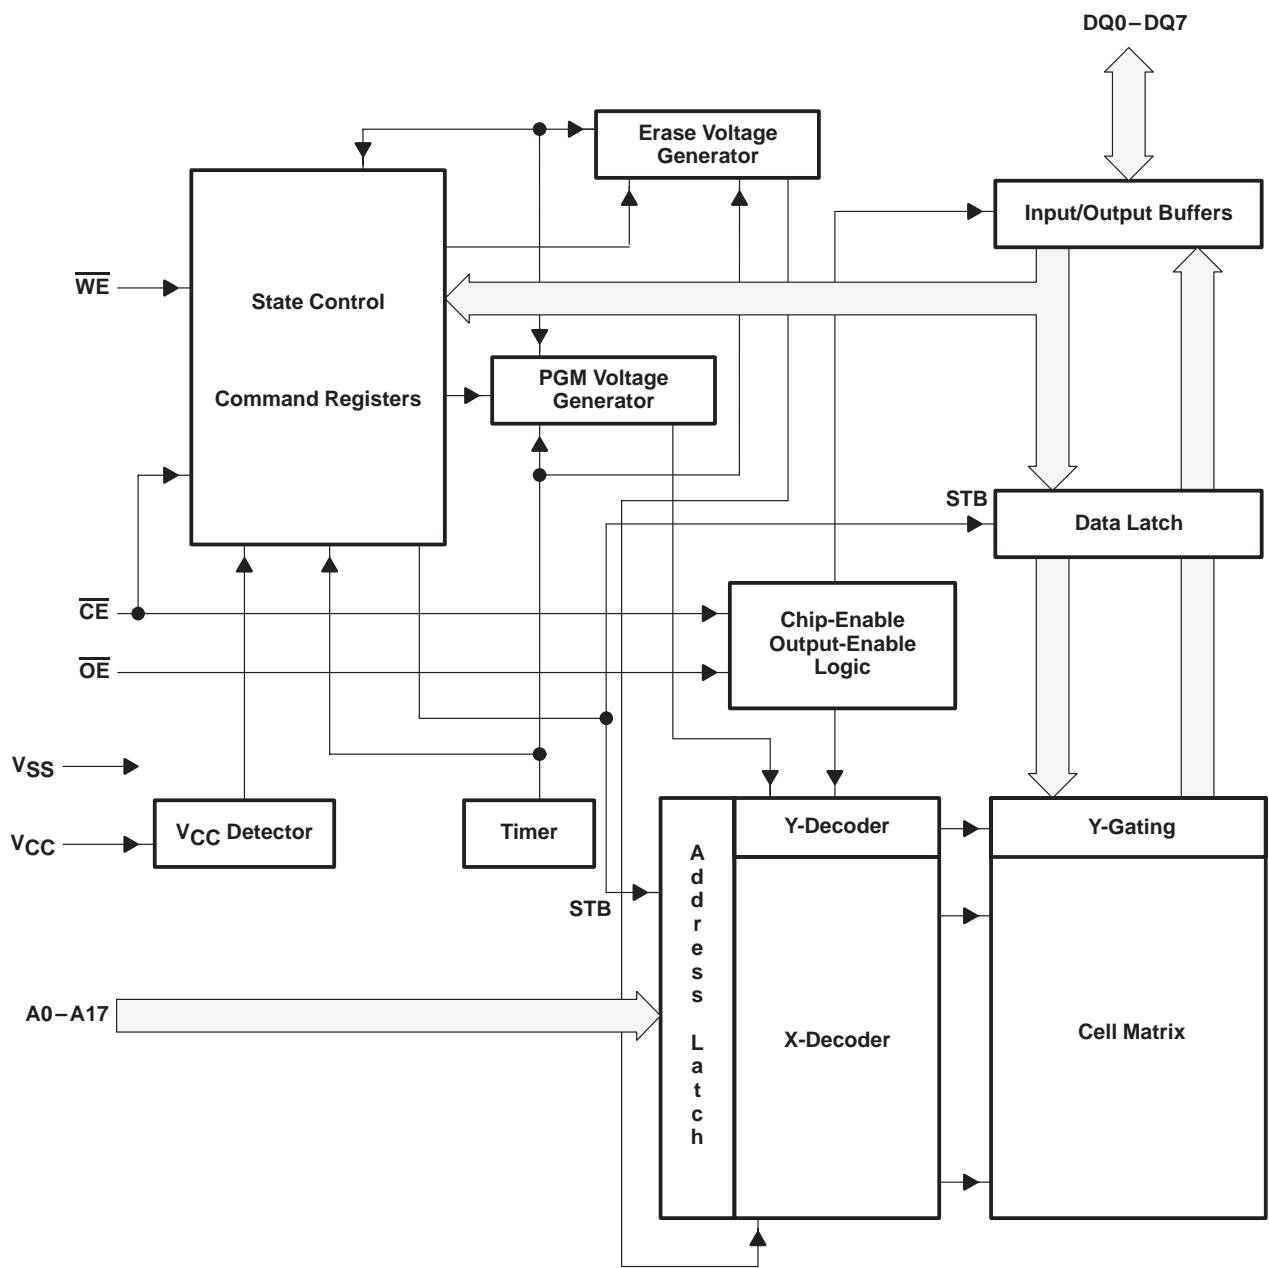 DQ0–DQ7
Erase Voltage
Generator
Input/Output Buffers
WE
State Control
Command Registers
PGM Voltage
Generator
STB
Data Latch
CE
Chip-Enable
Output-Enable
Logic
OE
VSS
VCC
VCC Detector
Timer
Y-Decoder
Y-Gating
STB
Address Latch
A0–A17
X-Decoder
Cell Matrix